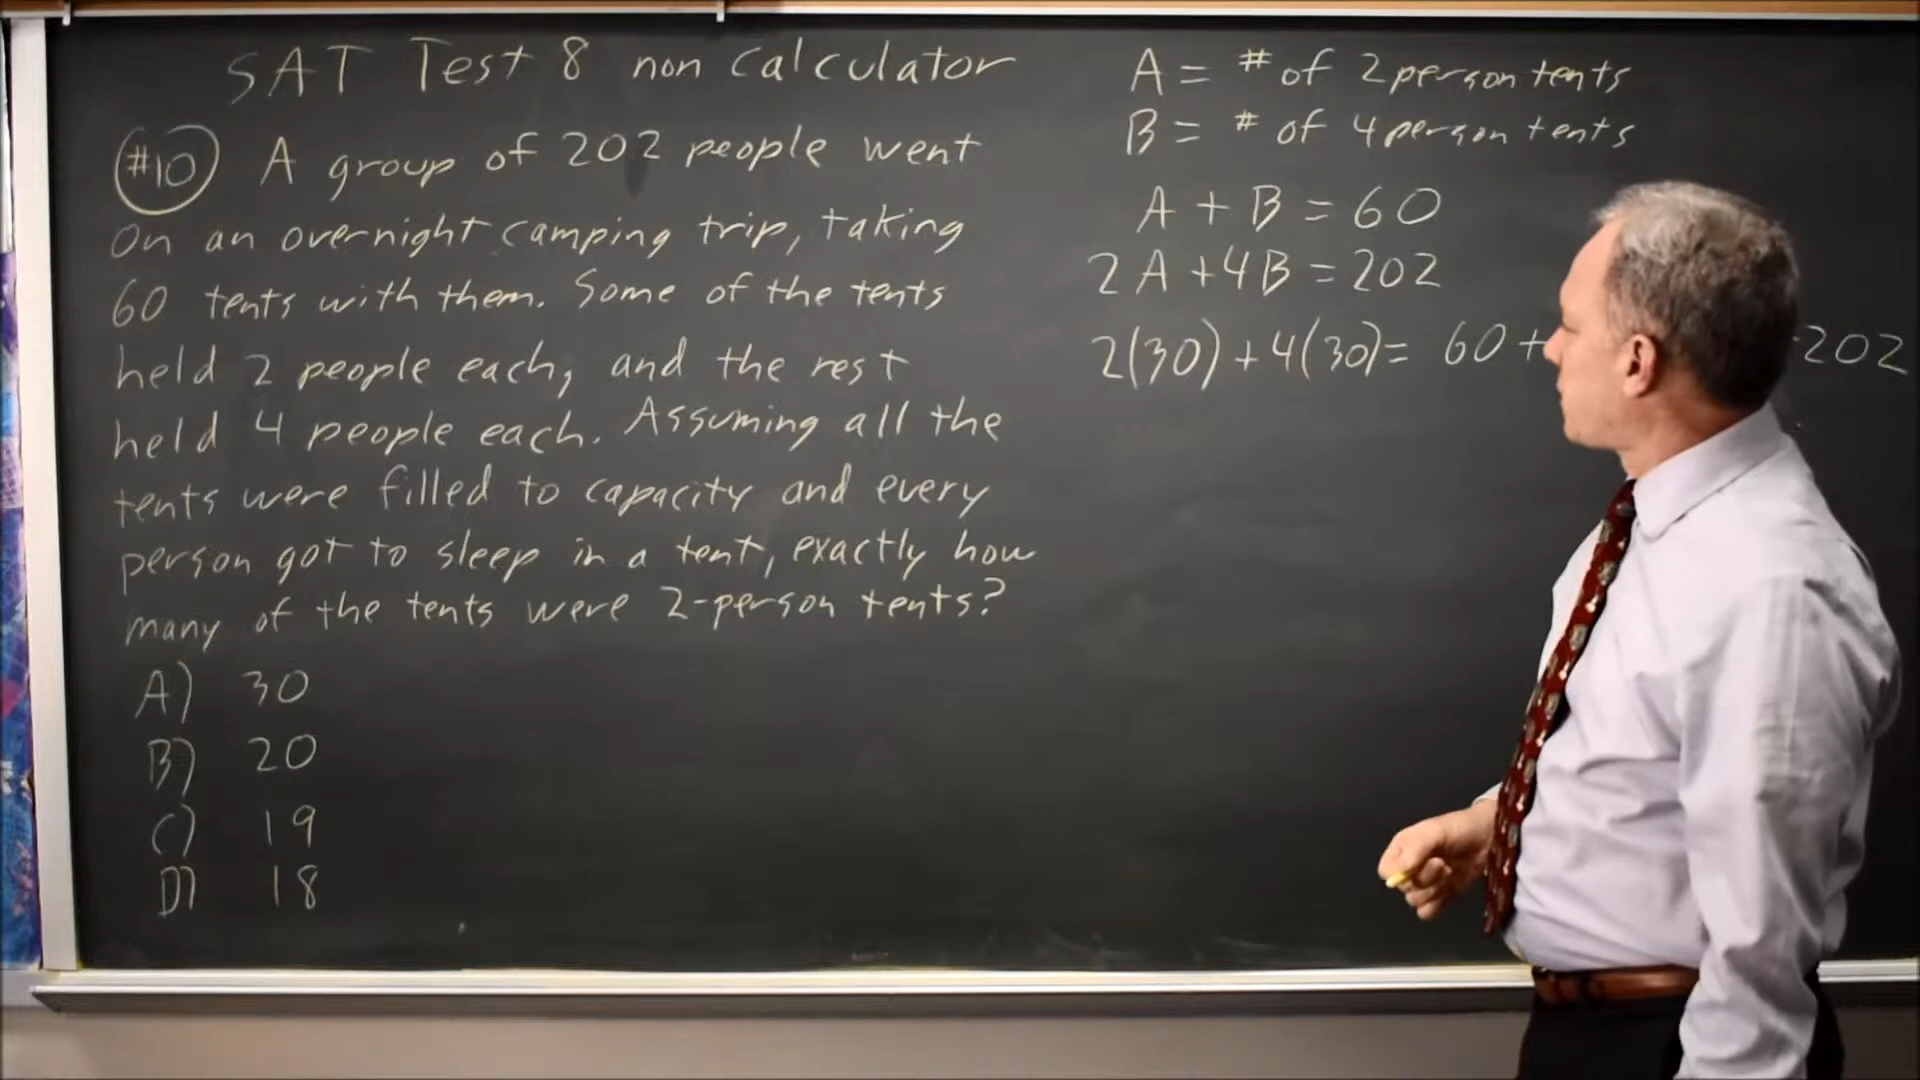 SAT Test 8 non calculator
#10 A group of 202 people went
on an overnight camping trip, taking
60 tents with them. Some of the tents
held 2 people each, and the rest
held 4 people each. Assuming all the
tents were filled to capacity and every
person got to sleep in a tent, exactly how
many of the tents were 2-person tents?
A) 30
B) 20
C) 19
D) 18
A = # of 2 person tents
B = # of 4 person tents
A + B = 60
2A + 4B = 202
2(30) + 4(30) = 60 + 202